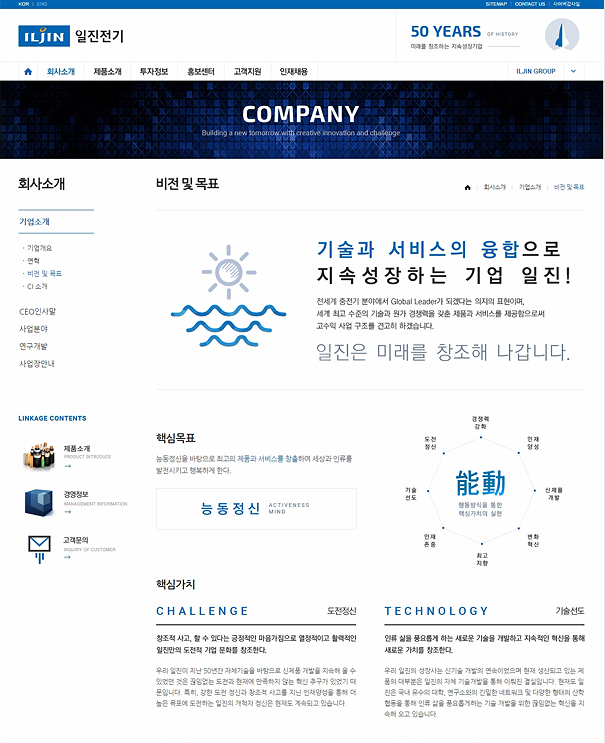 KOR | ENG
SITEMAP | CONTACT US | 사이버감사실
ILJIN 일진전기
50 YEARS OF HISTORY
미래를 창조하는 지속성장기업
회사소개 제품소개 투자정보 홍보센터 고객지원 인재채용
ILJIN GROUP
COMPANY
Building a new tomorrow with creative innovation and challenge
회사소개
기업소개
· 기업개요
· 연혁
· 비전 및 목표
· CI 소개
CEO인사말
사업분야
연구개발
사업장안내
LINKAGE CONTENTS
제품소개
PRODUCT INTRODUCE
경영정보
MANAGEMENT INFORMATION
고객문의
INQUIRY OF CUSTOMER
비전 및 목표
회사소개 | 기업소개 | 비전 및 목표
기술과 서비스의 융합으로
지속성장하는 기업 일진!
전세계 중전기 분야에서 Global Leader가 되겠다는 의지의 표현이며,
세계 최고 수준의 기술과 원가 경쟁력을 갖춘 제품과 서비스를 제공함으로써
고수익 사업 구조를 견고히 하겠습니다.
일진은 미래를 창조해 나갑니다.
핵심목표
능동정신을 바탕으로 최고의 제품과 서비스를 창출하여 세상과 인류를
발전시키고 행복하게 한다.
능동정신 ACTIVENESS
MIND
경쟁력
강화
인재
양성
신제품
개발
변화
혁신
최고
지향
인재
존중
기술
선도
도전
정신
能動
행동방식을 통한
핵심가치의 실현
핵심가치
CHALLENGE 도전정신
창조적 사고, 할 수 있다는 긍정적인 마음가짐으로 열정적이고 활력적인
일진만의 도전적 기업 문화를 창조한다.
우리 일진이 지난 50년간 자체기술을 바탕으로 신제품 개발을 지속해 올 수
있었던 것은 끊임없는 도전과 현재에 만족하지 않는 혁신 추구가 있었기 때
문입니다. 특히, 강한 도전 정신과 창조적 사고를 지닌 인재양성을 통해 더
높은 목표에 도전하는 일진의 개척자 정신은 현재도 계속되고 있습니다.
TECHNOLOGY 기술선도
인류 삶을 풍요롭게 하는 새로운 기술을 개발하고 지속적인 혁신을 통해
새로운 가치를 창조한다.
우리 일진의 성장사는 신기술 개발의 연속이었으며 현재 생산되고 있는 제
품의 대부분은 일진의 자체 기술개발을 통해 이뤄진 결실입니다. 현재도 일
진은 국내 유수의 대학, 연구소와의 긴밀한 네트워크 및 다양한 형태의 산학
협동을 통해 인류의 삶을 풍요롭게하는 기술 개발을 위한 끊임없는 혁신을 지
속해 오고 있습니다.